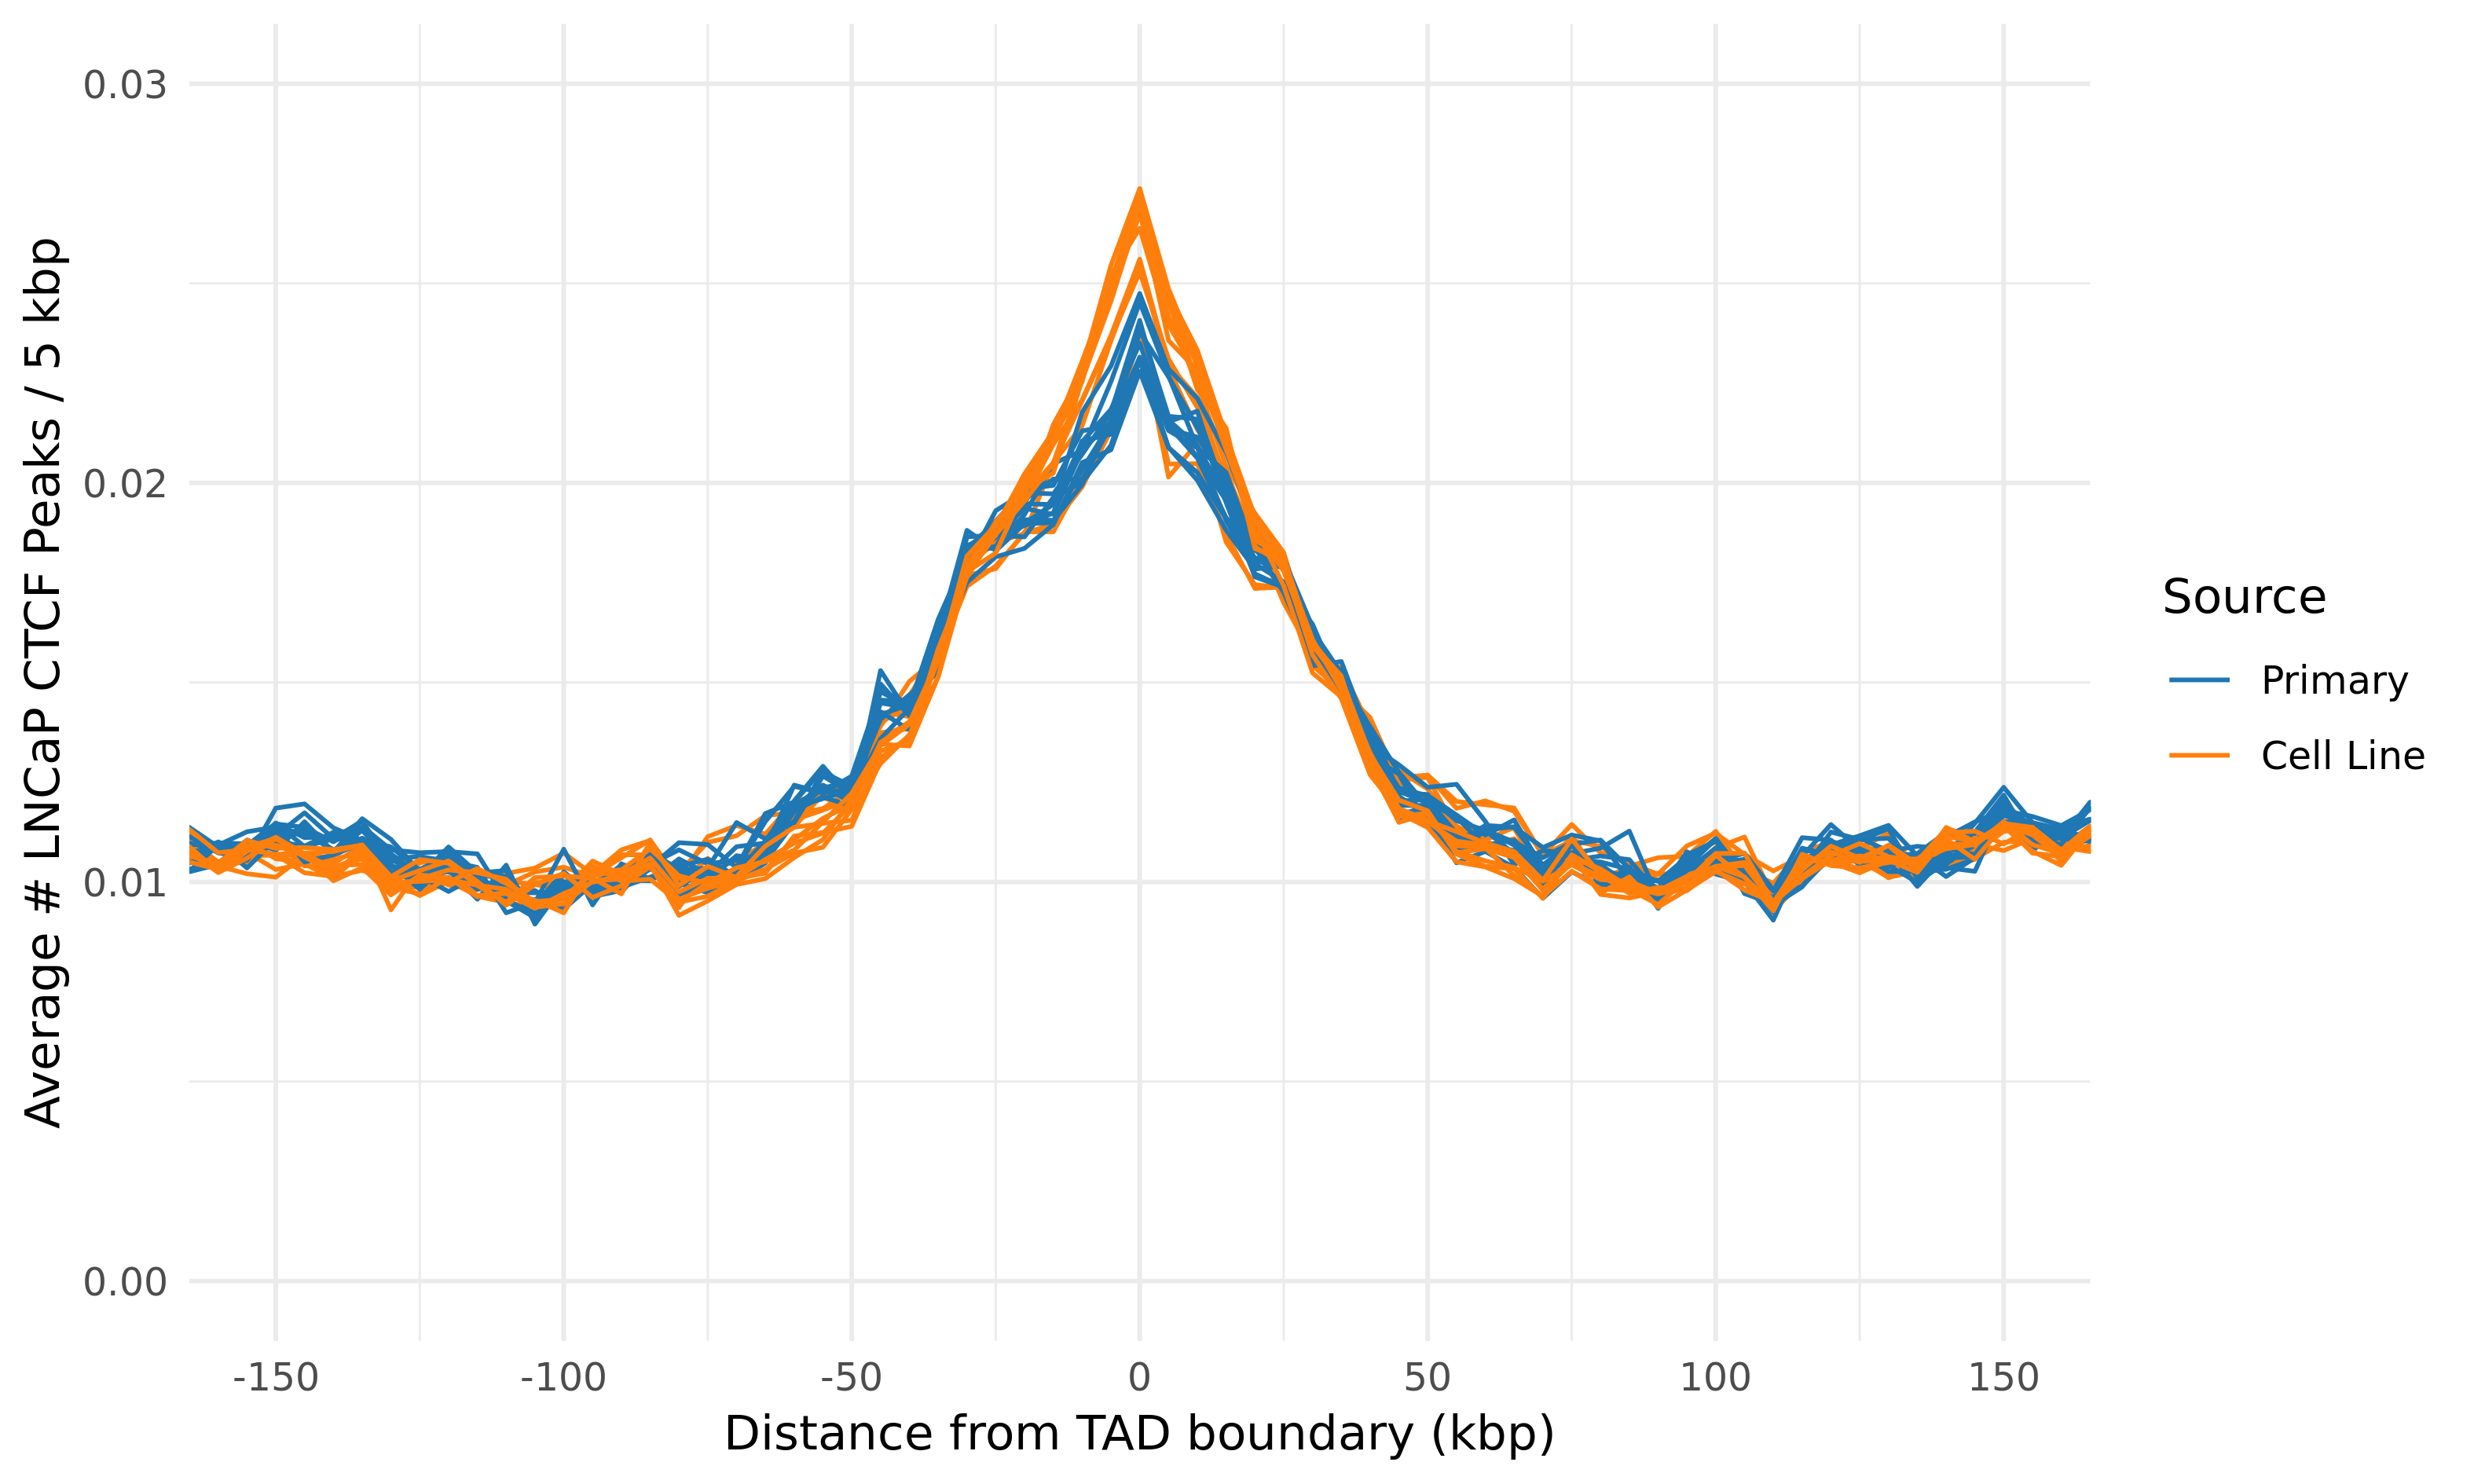 Average # LNCaP CTCF Peaks / 5 kbp
0.03
0.02
0.01
0.00
-150
-100
-50
0
50
100
150
Distance from TAD boundary (kbp)
Source
Primary
Cell Line